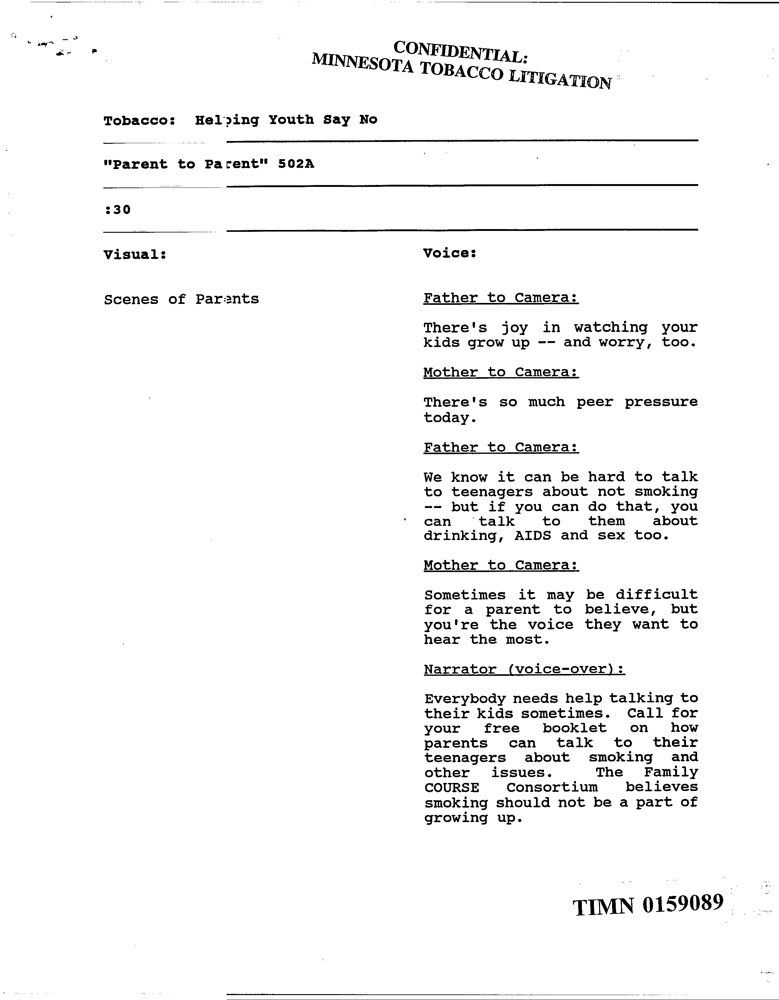 CONFIDENTIAL:
MINNESOTA TOBACCO LITIGATION
Tobacco: Helping Youth Say No
"Parent to Parent" 502A
:30
Visual:
Voice:
Scenes of Parents
Father to Camera:
There's joy in watching your
kids grow up -- and worry, too.
Mother to Camera:
There's so much peer pressure
today.
Father to Camera:
We know it can be hard to talk
to teenagers about not smoking
-- but if you can do that, you
can talk to them about
drinking, AIDS and sex too.
Mother to Camera:
Sometimes it may be difficult
for a parent to believe, but
you're the voice they want to
hear the most.
Narrator (voice-over):
Everybody needs help talking to
their kids sometimes. Call for
your free booklet on how
parents can talk to their
teenagers about smoking and
other issues. The Family
COURSE Consortium believes
smoking should not be a part of
growing up.
TIMN 0159089